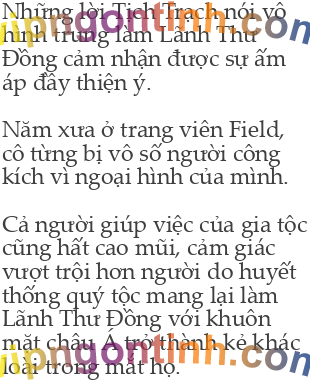 Những lời Tịch Trạch nói vô
hình trung làm Lãnh Thư
Đồng cảm nhận được sự ấm
áp đầy thiện ý.
Năm xưa ở trang viên Field,
cô từng bị vô số người công
kích vì ngoại hình của mình.
Cả người giúp việc của gia tộc
cũng hất cao mũi, cảm giác
vượt trội hơn người do huyết
thống quý tộc mang lại làm
Lãnh Thư Đồng với khuôn
mặt châu Á trở thành kẻ khác
loài trong mắt họ.
vipngontinh.com
vipngontinh.com